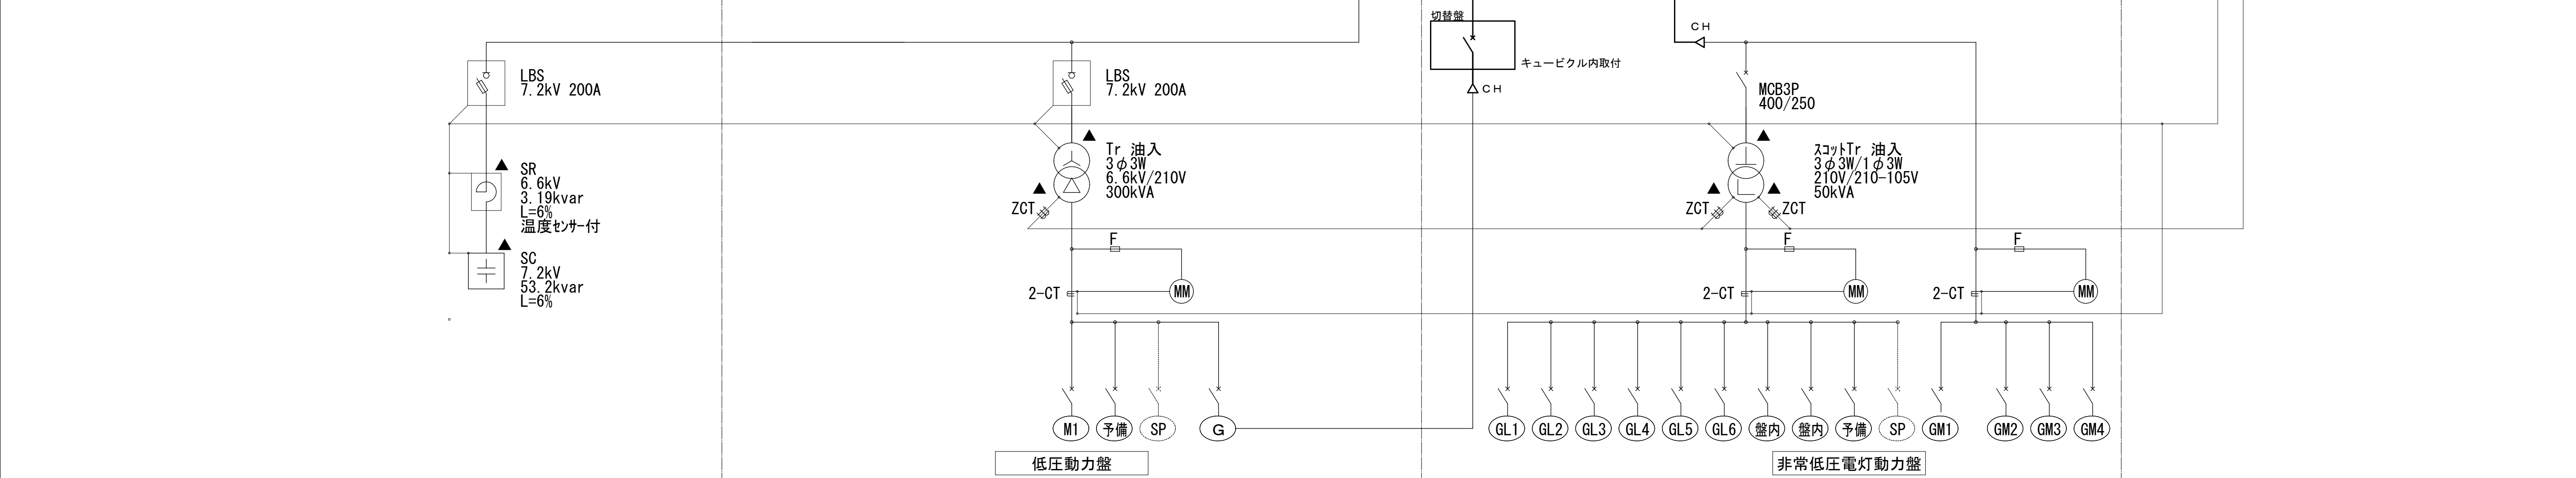 切替盤
CH
キュービクル内取付
CH
LBS
7.2kV 200A
LBS
7.2kV 200A
MCB3P
400/250
SR
6.6kV
3.19kvar
L=6%
温度ｾﾝｻｰ付
SC
7.2kV
53.2kvar
L=6%
Tr 油入
3φ3W
6.6kV/210V
300kVA
ZCT
F
2-CT
MM
ｽｺｯﾄTr 油入
3φ3W/1φ3W
210V/210-105V
50kVA
ZCT
ZCT
F
2-CT
MM
F
2-CT
MM
M1
予備
SP
G
GL1
GL2
GL3
GL4
GL5
GL6
盤内
盤内
予備
SP
GM1
GM2
GM3
GM4
低圧動力盤
非常低圧電灯動力盤